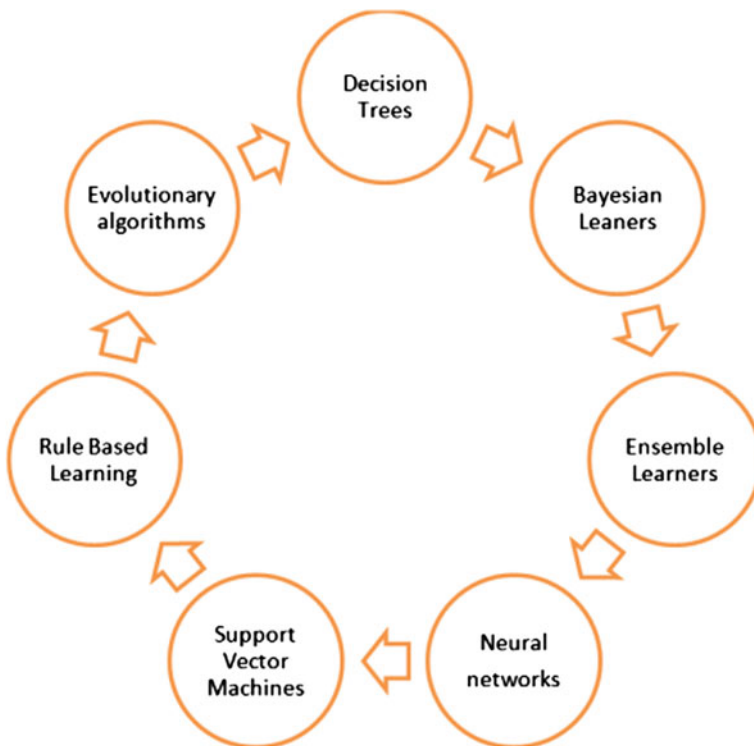 Decision
Trees
Bayesian
Leaners
Ensemble
Learners
Neural
networks
Support
Vector
Machines
Rule Based
Learning
Evolutionary
algorithms